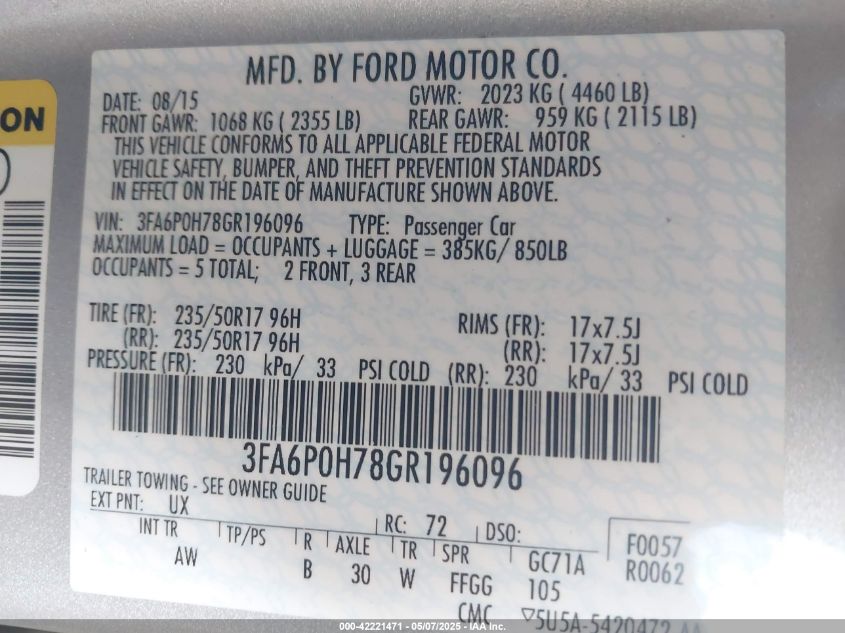 MFD. BY FORD MOTOR CO.
DATE: 08/15 GVWR: 2023 KG ( 4460 LB)
FRONT GAWR: 1068 KG ( 2355 LB) REAR GAWR: 959 KG ( 2115 LB)
THIS VEHICLE CONFORMS TO ALL APPLICABLE FEDERAL MOTOR
VEHICLE SAFETY, BUMPER, AND THEFT PREVENTION STANDARDS
IN EFFECT ON THE DATE OF MANUFACTURE SHOWN ABOVE.
VIN: 3FA6P0H78GR196096 TYPE: Passenger Car
MAXIMUM LOAD = OCCUPANTS + LUGGAGE = 385KG/ 850LB
OCCUPANTS = 5 TOTAL; 2 FRONT, 3 REAR
TIRE (FR): 235/50R17 96H RIMS (FR): 17x7.5J
(RR): 235/50R17 96H (RR): 17x7.5J
PRESSURE (FR): 230 kPa/ 33 PSI COLD (RR): 230 kPa/ 33 PSI COLD
3FA6P0H78GR196096
TRAILER TOWING - SEE OWNER GUIDE
EXT PNT: UX RC: 72 DSO: F0057
INT TR TP/PS R AXLE TR SPR GC71A R0062
AW B 30 W FFGG 105
CMC ▽5U5A-5420472-AA
ON
000-42221471 - 05/07/2025 - IAA Inc.